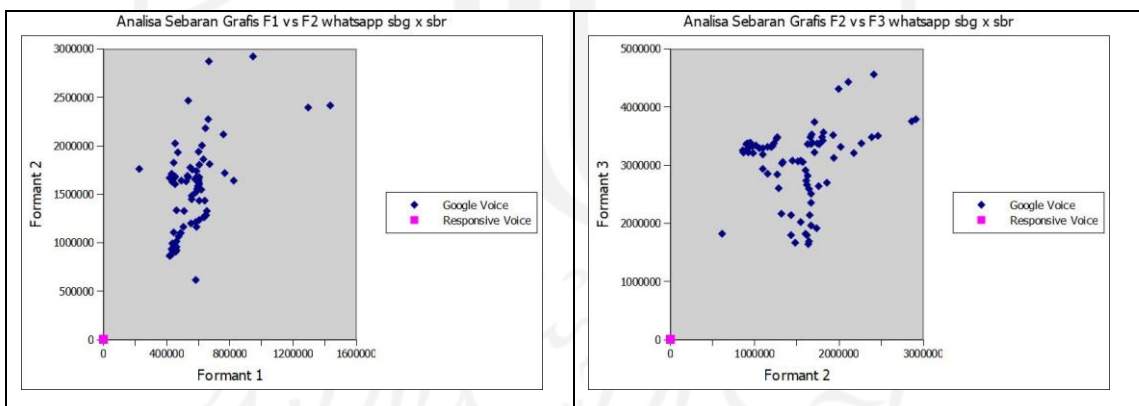 Analisa Sebaran Grafis F1 vs F2 whatsapp sbg x sbr
3000000
2500000
2000000
1500000
1000000
500000
0
Formant 2
0 400000 800000 1200000 1600000
Formant 1
Google Voice
Responsive Voice
Analisa Sebaran Grafis F2 vs F3 whatsapp sbg x sbr
5000000
4000000
3000000
2000000
1000000
0
Formant 3
0 1000000 2000000 3000000
Formant 2
Google Voice
Responsive Voice